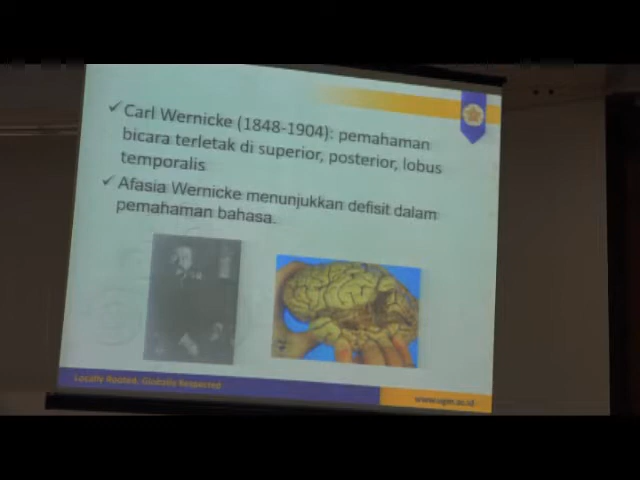 ✓ Carl Wernicke (1848-1904): pemahaman
bicara terletak di superior, posterior, lobus
temporalis
✓ Afasia Wernicke menunjukkan defisit dalam
pemahaman bahasa.
Locally Rooted, Globally Respected
www.ugm.ac.id